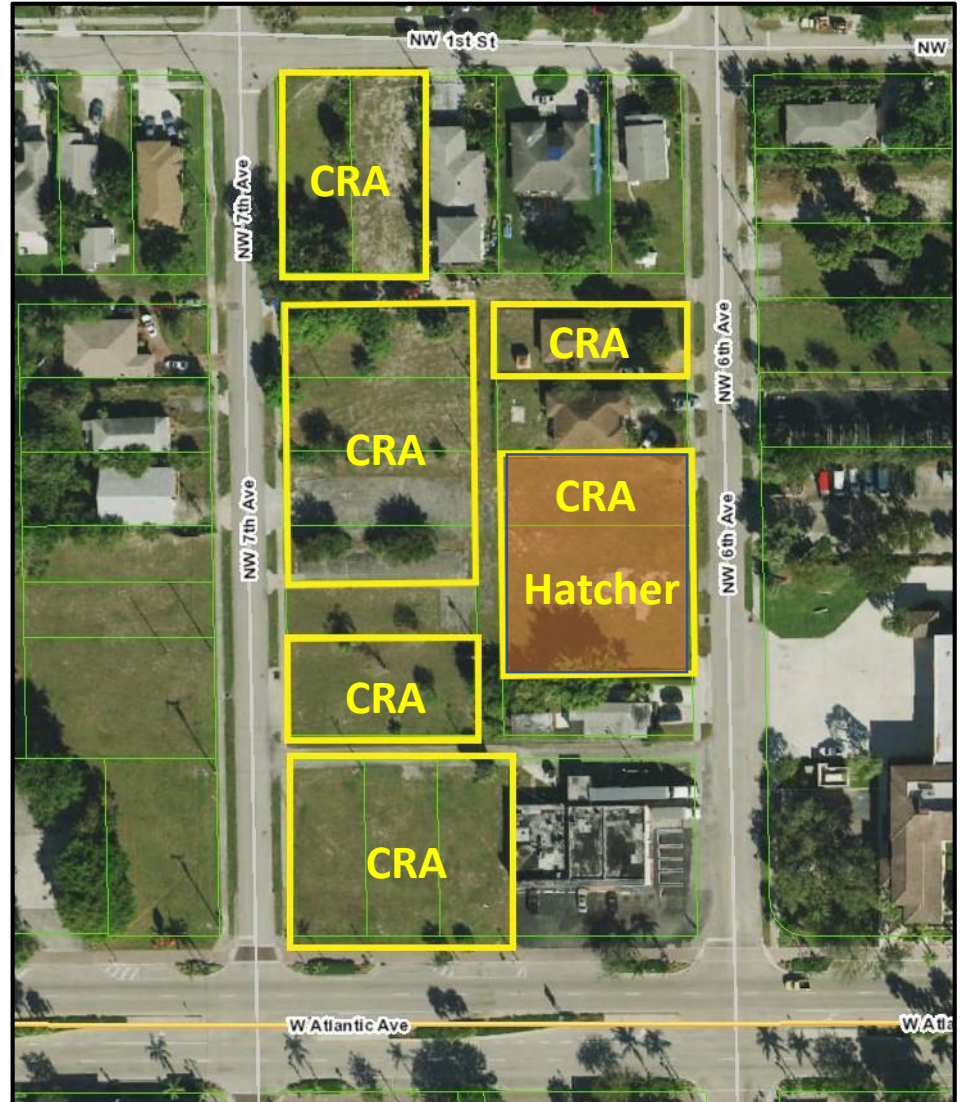 NW 1st St
NW
CRA
NW 7th Ave
CRA
NW 6th Ave
CRA
CRA
NW 7th Ave
NW 6th Ave
Hatcher
CRA
CRA
W Atlantic Ave
W Atla